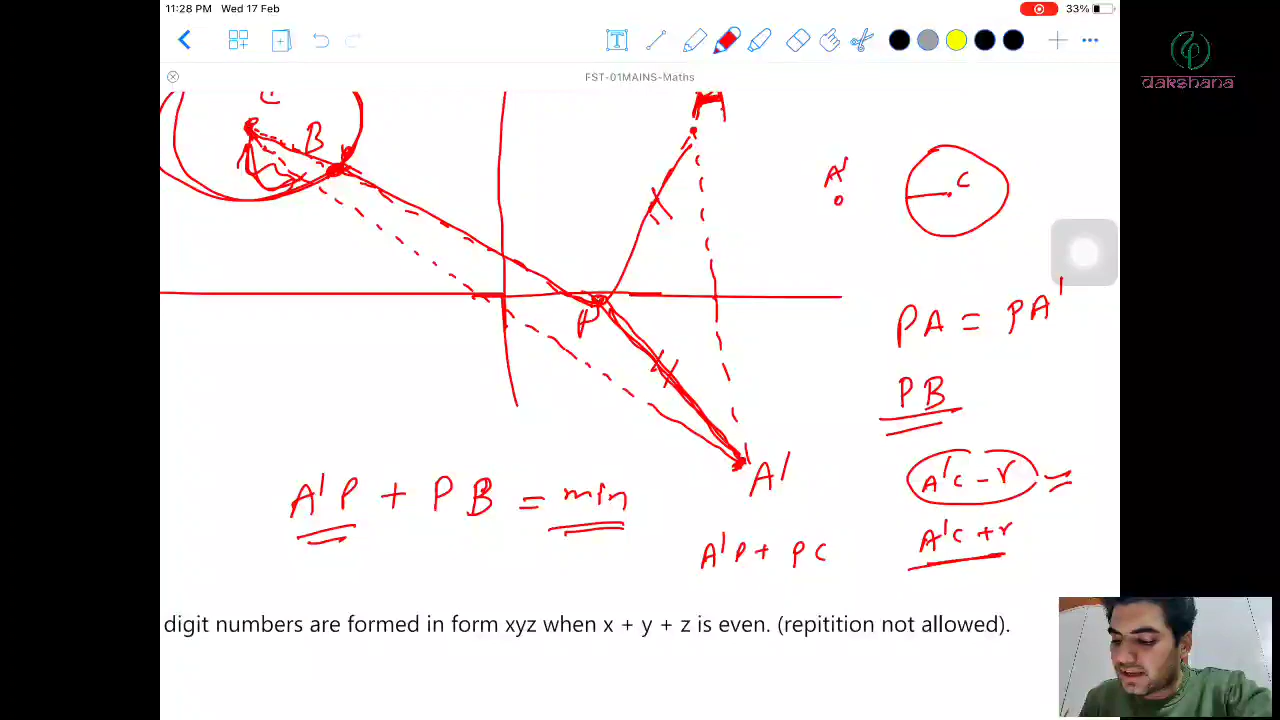 11:28 PM Wed 17 Feb
33%
FST-01MAINS-Maths
dakshana
C
B
A
A'
C
P
PA = PA'
PB
A'C - r
A'
A'P + PB = min
A'C + r
A'P + PC
digit numbers are formed in form xyz when x + y + z is even. (repitition not allowed).